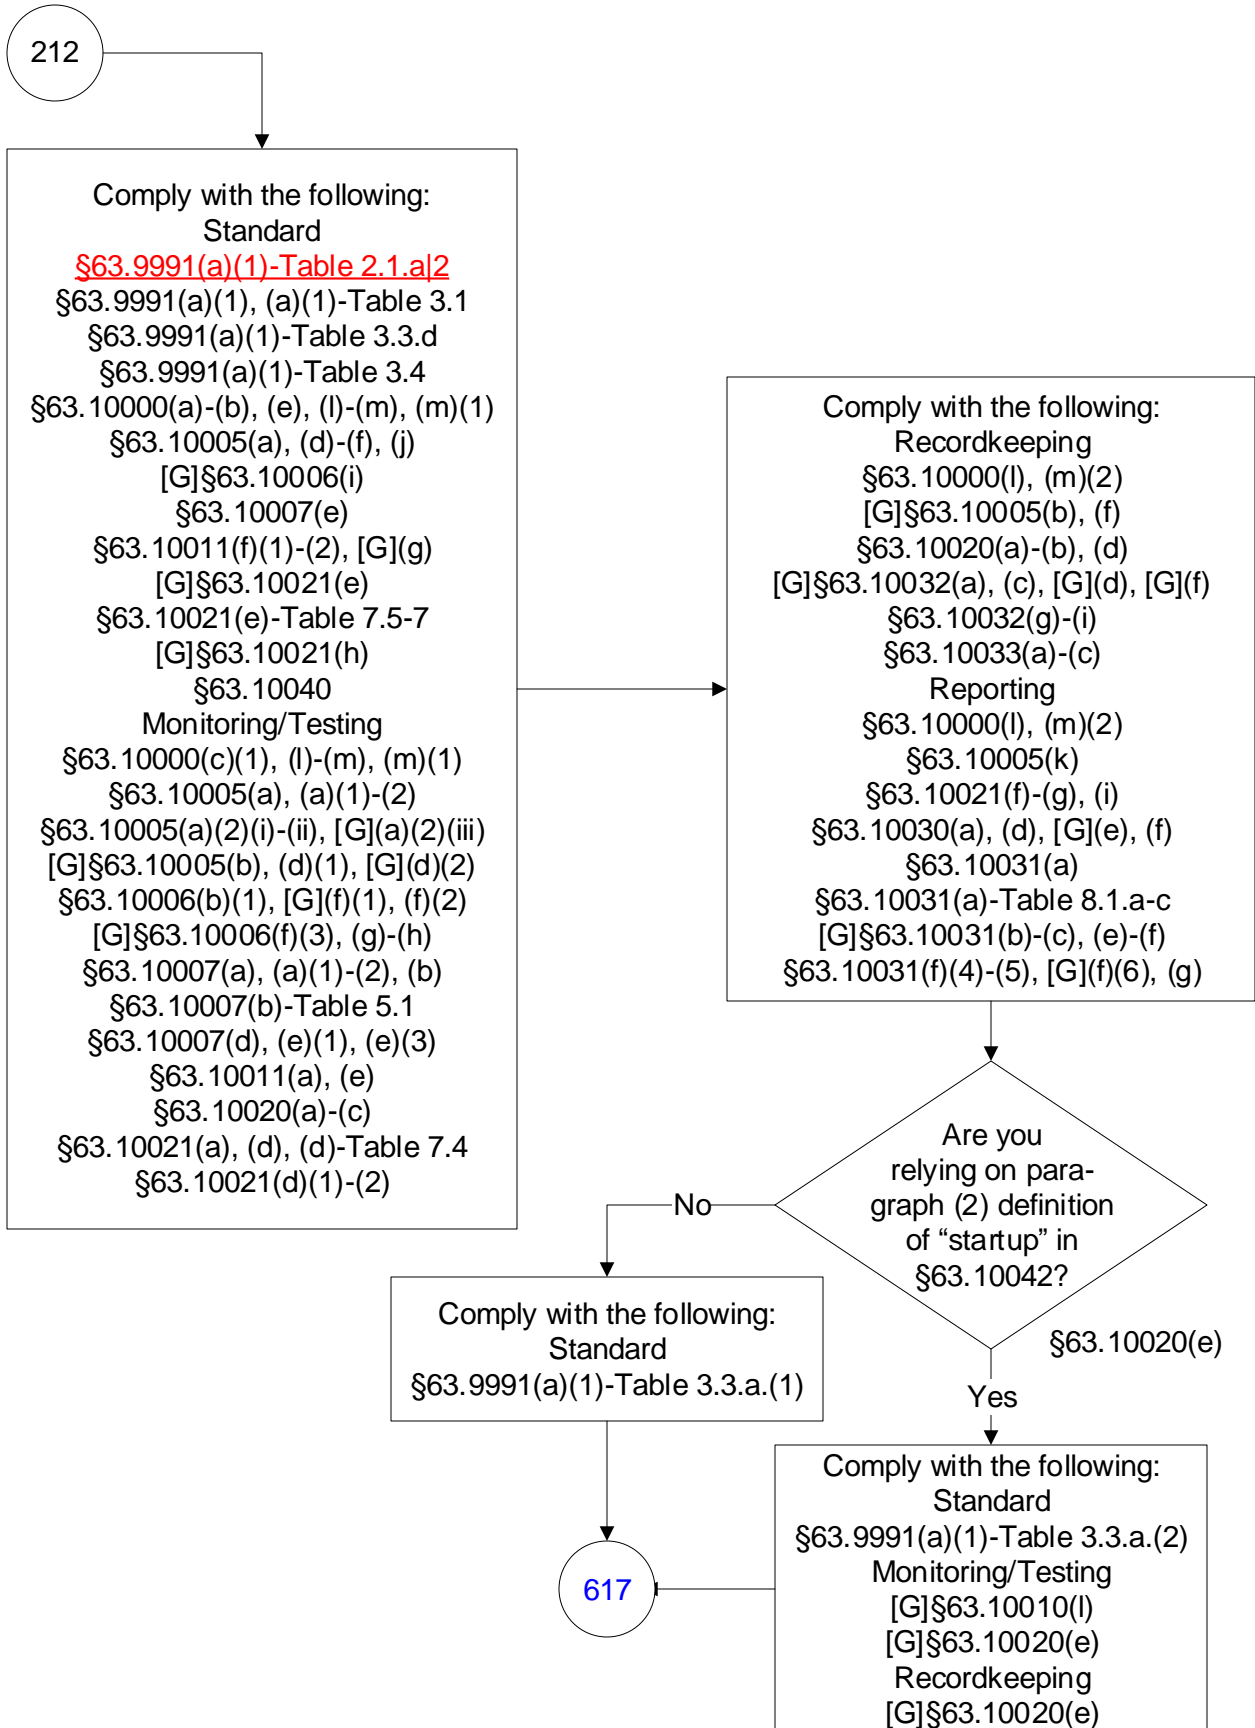 212
Comply with the following:
Standard
§63.9991(a)(1)-Table 2.1.a|2
§63.9991(a)(1), (a)(1)-Table 3.1
§63.9991(a)(1)-Table 3.3.d
§63.9991(a)(1)-Table 3.4
§63.10000(a)-(b), (e), (l)-(m), (m)(1)
§63.10005(a), (d)-(f), (j)
[G]§63.10006(i)
§63.10007(e)
§63.10011(f)(1)-(2), [G](g)
[G]§63.10021(e)
§63.10021(e)-Table 7.5-7
[G]§63.10021(h)
§63.10040
Monitoring/Testing
§63.10000(c)(1), (l)-(m), (m)(1)
§63.10005(a), (a)(1)-(2)
§63.10005(a)(2)(i)-(ii), [G](a)(2)(iii)
[G]§63.10005(b), (d)(1), [G](d)(2)
§63.10006(b)(1), [G](f)(1), (f)(2)
[G]§63.10006(f)(3), (g)-(h)
§63.10007(a), (a)(1)-(2), (b)
§63.10007(b)-Table 5.1
§63.10007(d), (e)(1), (e)(3)
§63.10011(a), (e)
§63.10020(a)-(c)
§63.10021(a), (d), (d)-Table 7.4
§63.10021(d)(1)-(2)
Comply with the following:
Recordkeeping
§63.10000(l), (m)(2)
[G]§63.10005(b), (f)
§63.10020(a)-(b), (d)
[G]§63.10032(a), (c), [G](d), [G](f)
§63.10032(g)-(i)
§63.10033(a)-(c)
Reporting
§63.10000(l), (m)(2)
§63.10005(k)
§63.10021(f)-(g), (i)
§63.10030(a), (d), [G](e), (f)
§63.10031(a)
§63.10031(a)-Table 8.1.a-c
[G]§63.10031(b)-(c), (e)-(f)
§63.10031(f)(4)-(5), [G](f)(6), (g)
Are you
relying on para-
graph (2) definition
of “startup” in
§63.10042?
§63.10020(e)
No
Comply with the following:
Standard
§63.9991(a)(1)-Table 3.3.a.(1)
Yes
Comply with the following:
Standard
§63.9991(a)(1)-Table 3.3.a.(2)
Monitoring/Testing
[G]§63.10010(l)
[G]§63.10020(e)
Recordkeeping
[G]§63.10020(e)
617